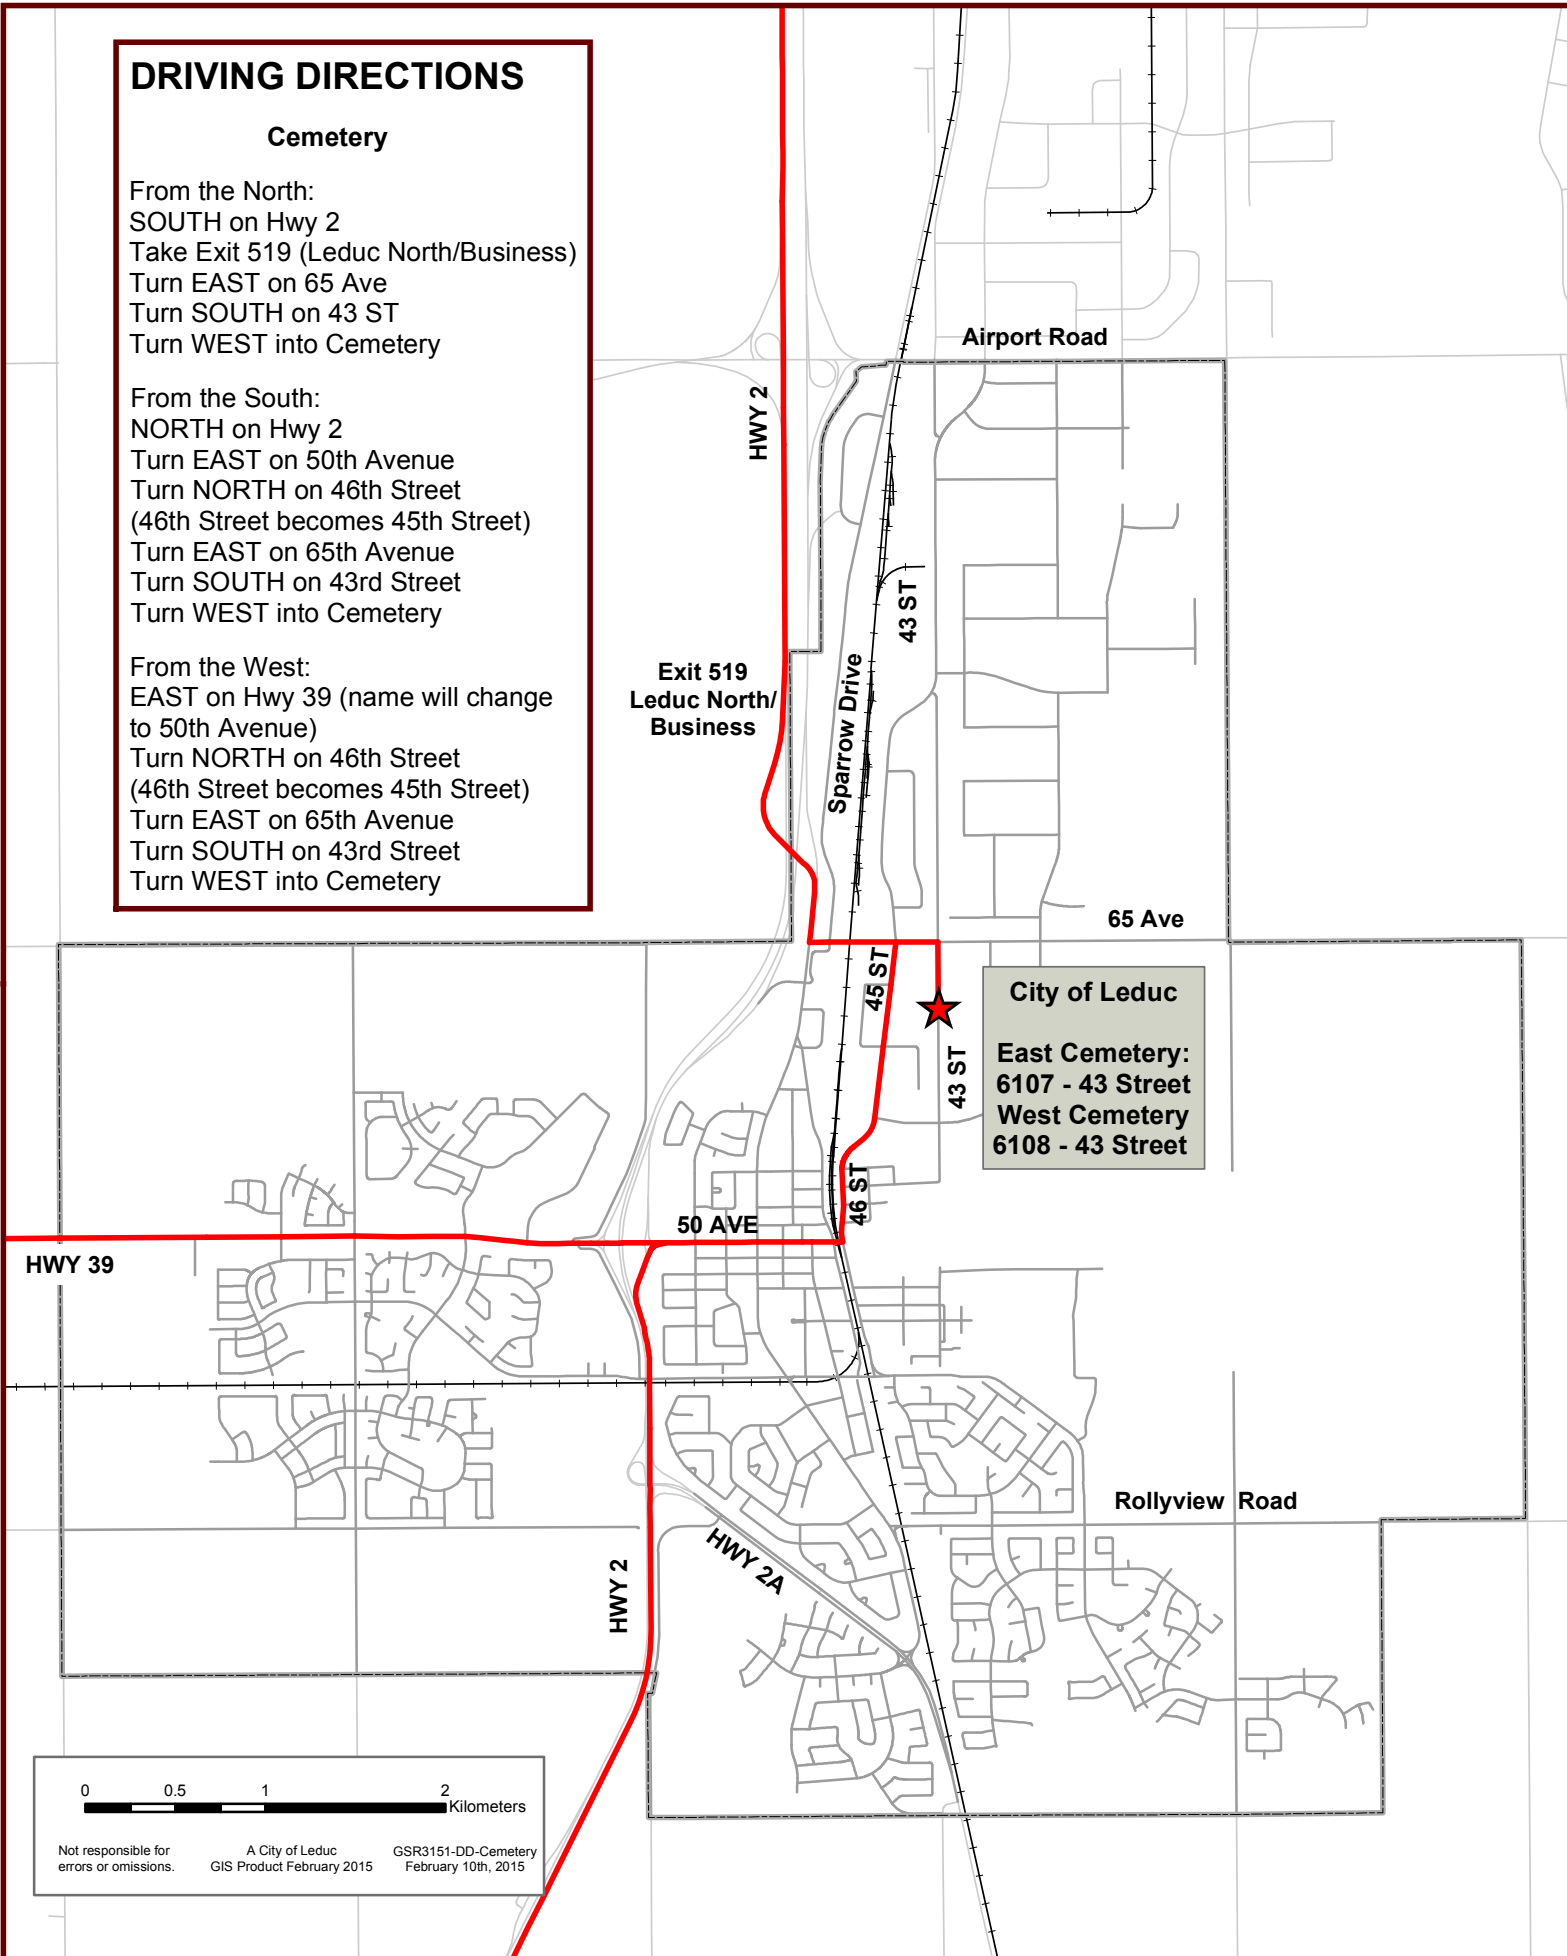 DRIVING DIRECTIONS
Cemetery
From the North:
SOUTH on Hwy 2
Take Exit 519 (Leduc North/Business)
Turn EAST on 65 Ave
Turn SOUTH on 43 ST
Turn WEST into Cemetery
From the South:
NORTH on Hwy 2
Turn EAST on 50th Avenue
Turn NORTH on 46th Street
(46th Street becomes 45th Street)
Turn EAST on 65th Avenue
Turn SOUTH on 43rd Street
Turn WEST into Cemetery
From the West:
EAST on Hwy 39 (name will change
to 50th Avenue)
Turn NORTH on 46th Street
(46th Street becomes 45th Street)
Turn EAST on 65th Avenue
Turn SOUTH on 43rd Street
Turn WEST into Cemetery
Airport Road
HWY 2
43 ST
Exit 519
Leduc North/
Business
Sparrow Drive
65 Ave
45 ST
City of Leduc
East Cemetery:
6107 - 43 Street
West Cemetery
6108 - 43 Street
43 ST
46 ST
50 AVE
HWY 39
Rollyview Road
HWY 2A
HWY 2
0 0.5 1 2
Kilometers
Not responsible for
errors or omissions.
A City of Leduc
GIS Product February 2015
GSR3151-DD-Cemetery
February 10th, 2015